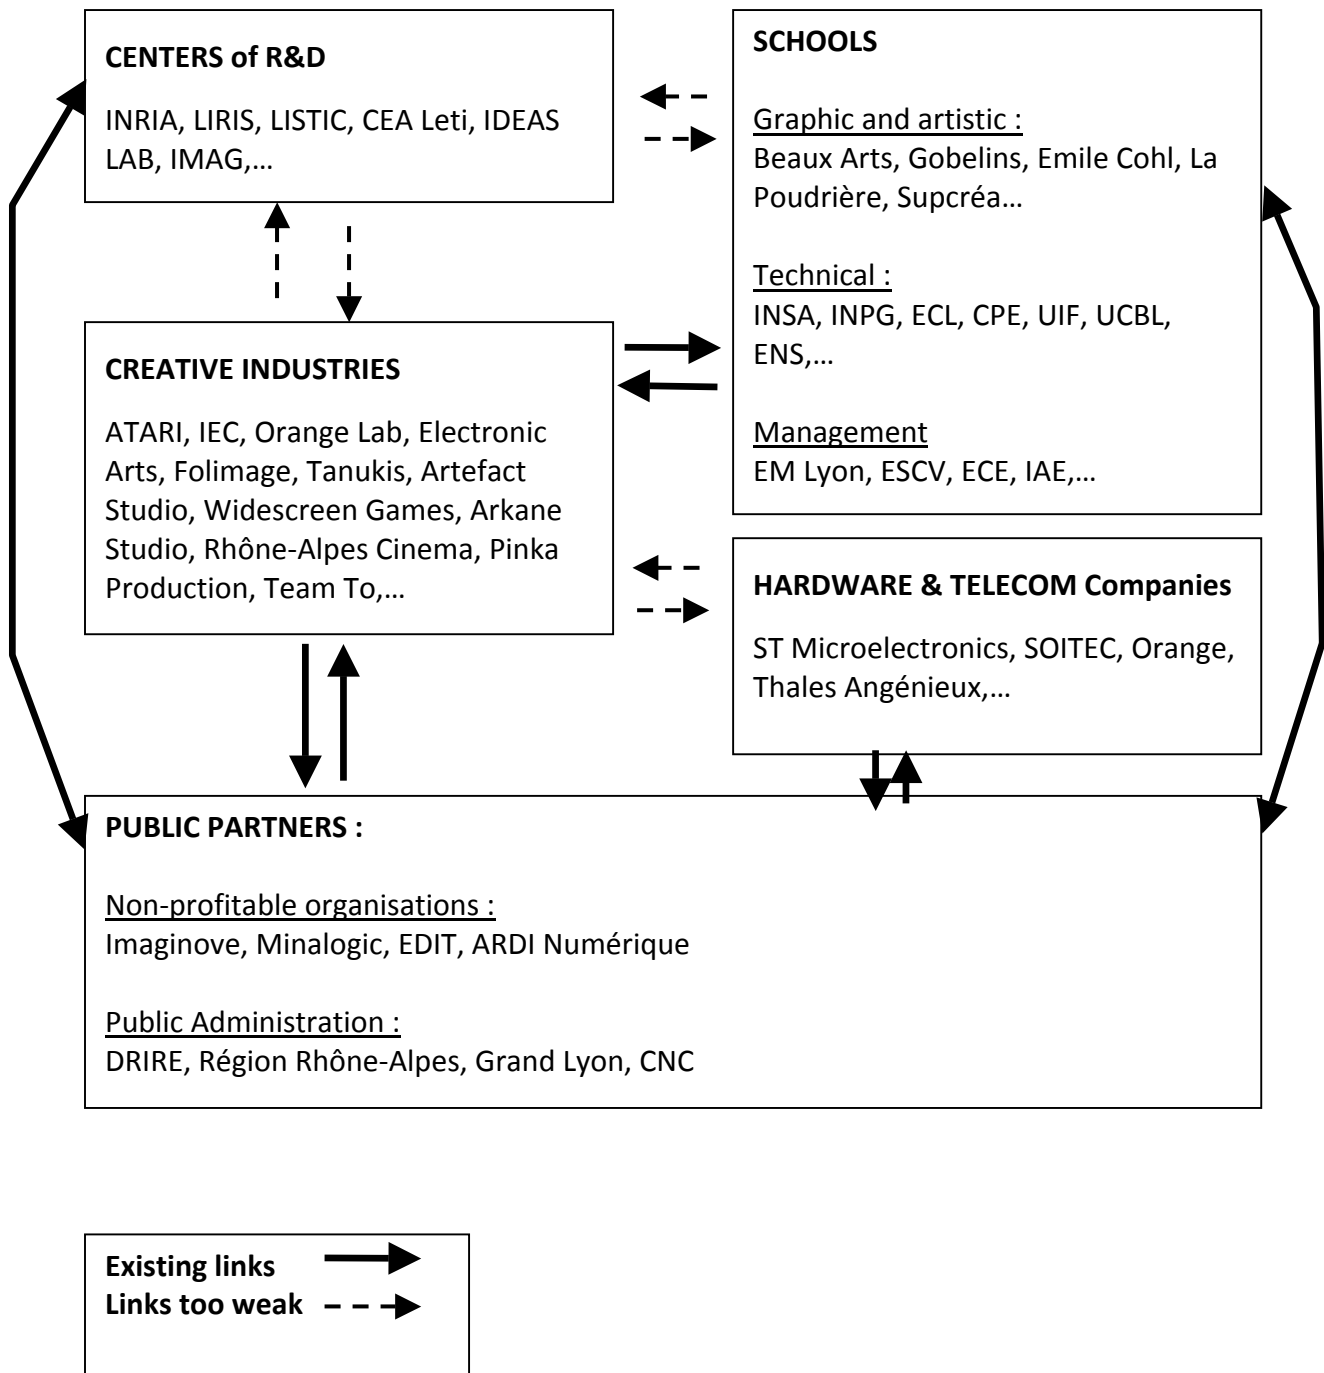 CENTERS of R&D
INRIA, LIRIS, LISTIC, CEA Leti, IDEAS
LAB, IMAG,...
SCHOOLS
Graphic and artistic :
Beaux Arts, Gobelins, Emile Cohl, La
Poudrière, Supcréa...
Technical :
INSA, INPG, ECL, CPE, UIF, UCBL,
ENS,...
Management
EM Lyon, ESCV, ECE, IAE,...
CREATIVE INDUSTRIES
ATARI, IEC, Orange Lab, Electronic
Arts, Folimage, Tanukis, Artefact
Studio, Widescreen Games, Arkane
Studio, Rhône-Alpes Cinema, Pinka
Production, Team To,...
HARDWARE & TELECOM Companies
ST Microelectronics, SOITEC, Orange,
Thales Angénieux,...
PUBLIC PARTNERS :
Non-profitable organisations :
Imaginove, Minalogic, EDIT, ARDI Numérique
Public Administration :
DRIRE, Région Rhône-Alpes, Grand Lyon, CNC
Existing links
Links too weak